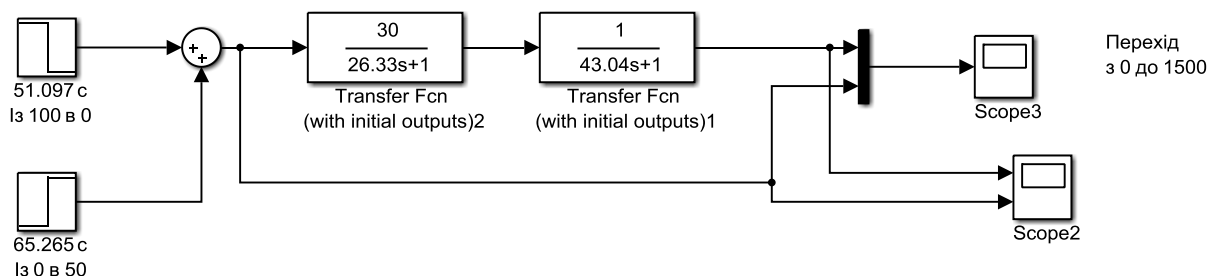 30
26.33s+1
Transfer Fcn
(with initial outputs)2
1
43.04s+1
Transfer Fcn
(with initial outputs)1
51.097 с
Із 100 в 0
+
+
65.265 с
Із 0 в 50
Scope3
Scope2
Перехід
з 0 до 1500